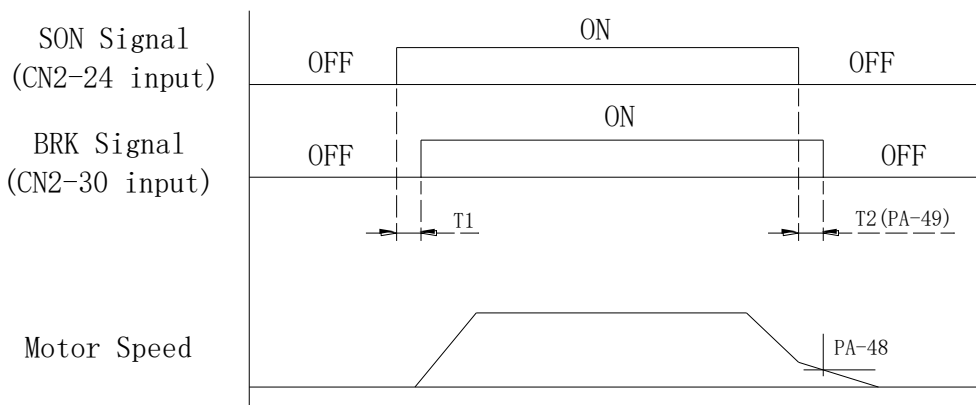 SON Signal
(CN2-24 input)
OFF
ON
OFF
BRK Signal
(CN2-30 input)
OFF
ON
OFF
T1
T2(PA-49)
Motor Speed
PA-48